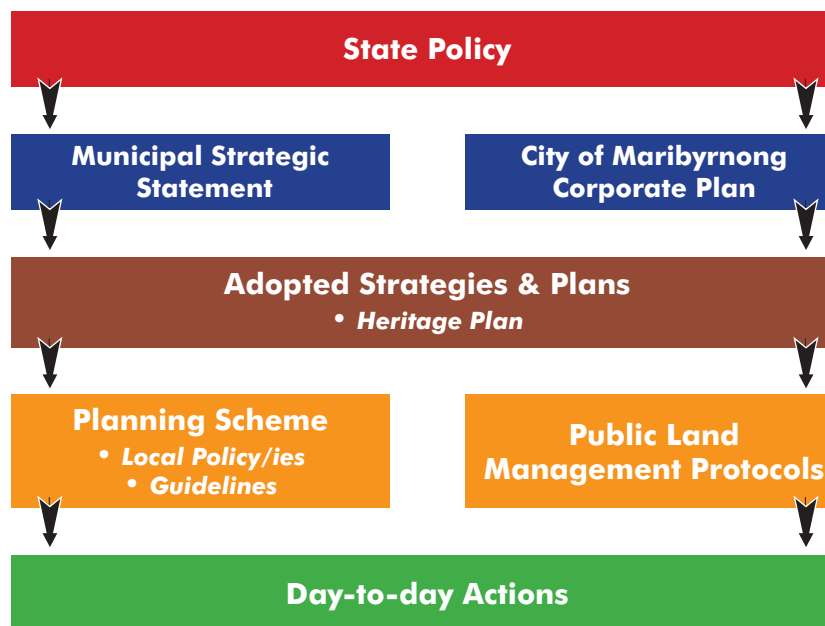 State Policy
Municipal Strategic
Statement
City of Maribyrnong
Corporate Plan
Adopted Strategies & Plans
• Heritage Plan
Planning Scheme
• Local Policy/ies
• Guidelines
Public Land
Management Protocols
Day-to-day Actions